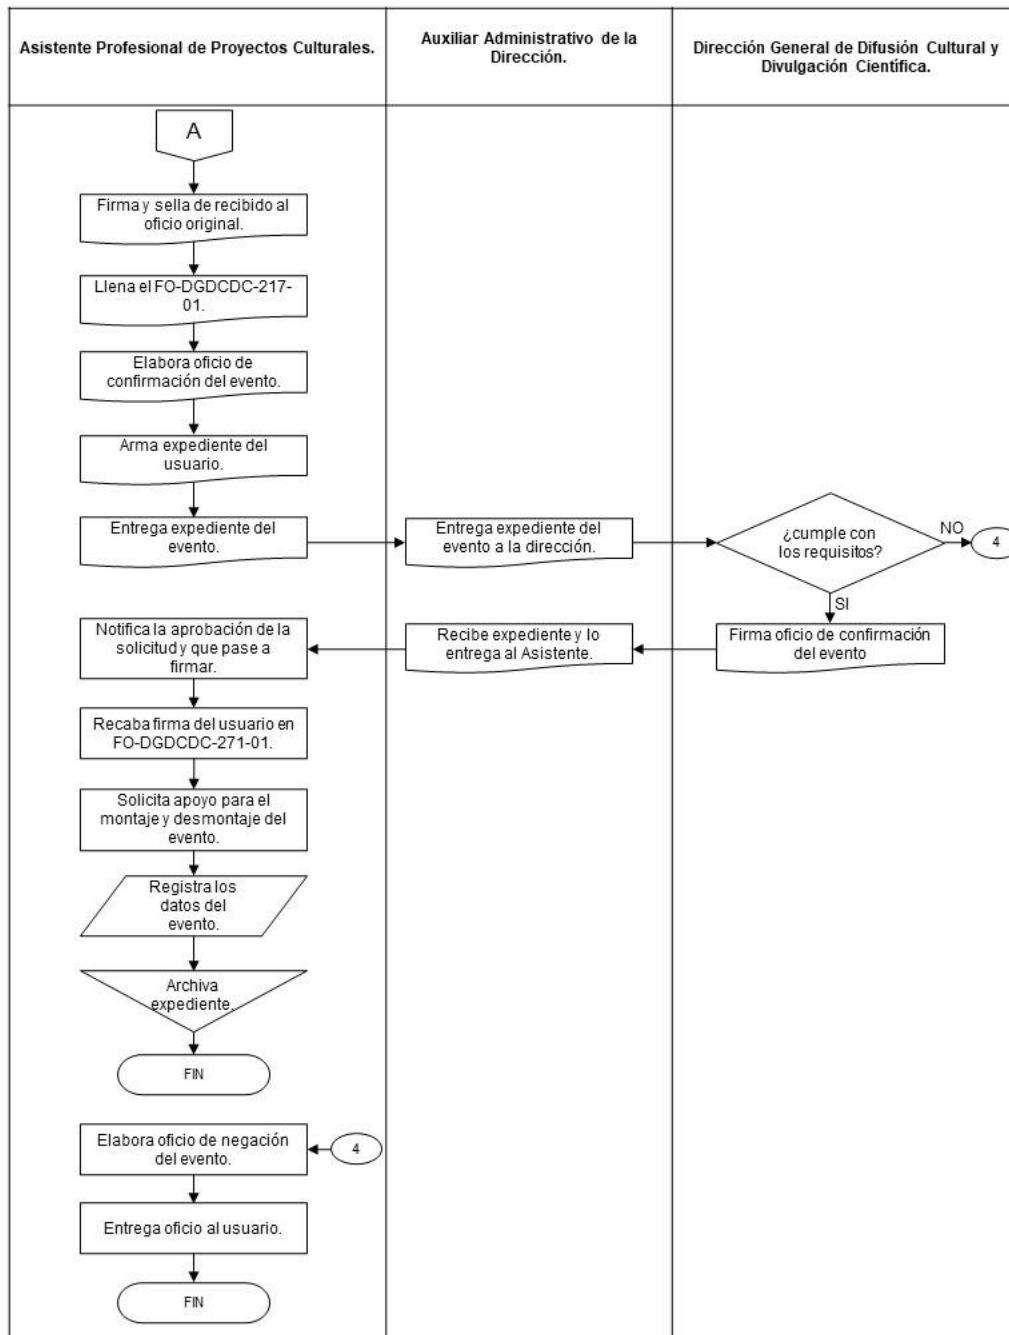 Asistente Profesional de Proyectos Culturales.
Auxiliar Administrativo de la
Dirección.
Dirección General de Difusión Cultural y
Divulgación Científica.
A
Firma y sella de recibido al
oficio original.
Llena el FO-DGDCDC-217-
01.
Elabora oficio de
confirmación del evento.
Arma expediente del
usuario.
Entrega expediente del
evento.
Entrega expediente del
evento a la dirección.
¿cumple con
los requisitos?
NO
4
SI
Firma oficio de confirmación
del evento
Recibe expediente y lo
entrega al Asistente.
Notifica la aprobación de la
solicitud y que pase a
firmar.
Recaba firma del usuario en
FO-DGDCDC-271-01.
Solicita apoyo para el
montaje y desmontaje del
evento.
Registra los
datos del
evento.
Archiva
expediente.
FIN
Elabora oficio de negación
del evento.
4
Entrega oficio al usuario.
FIN